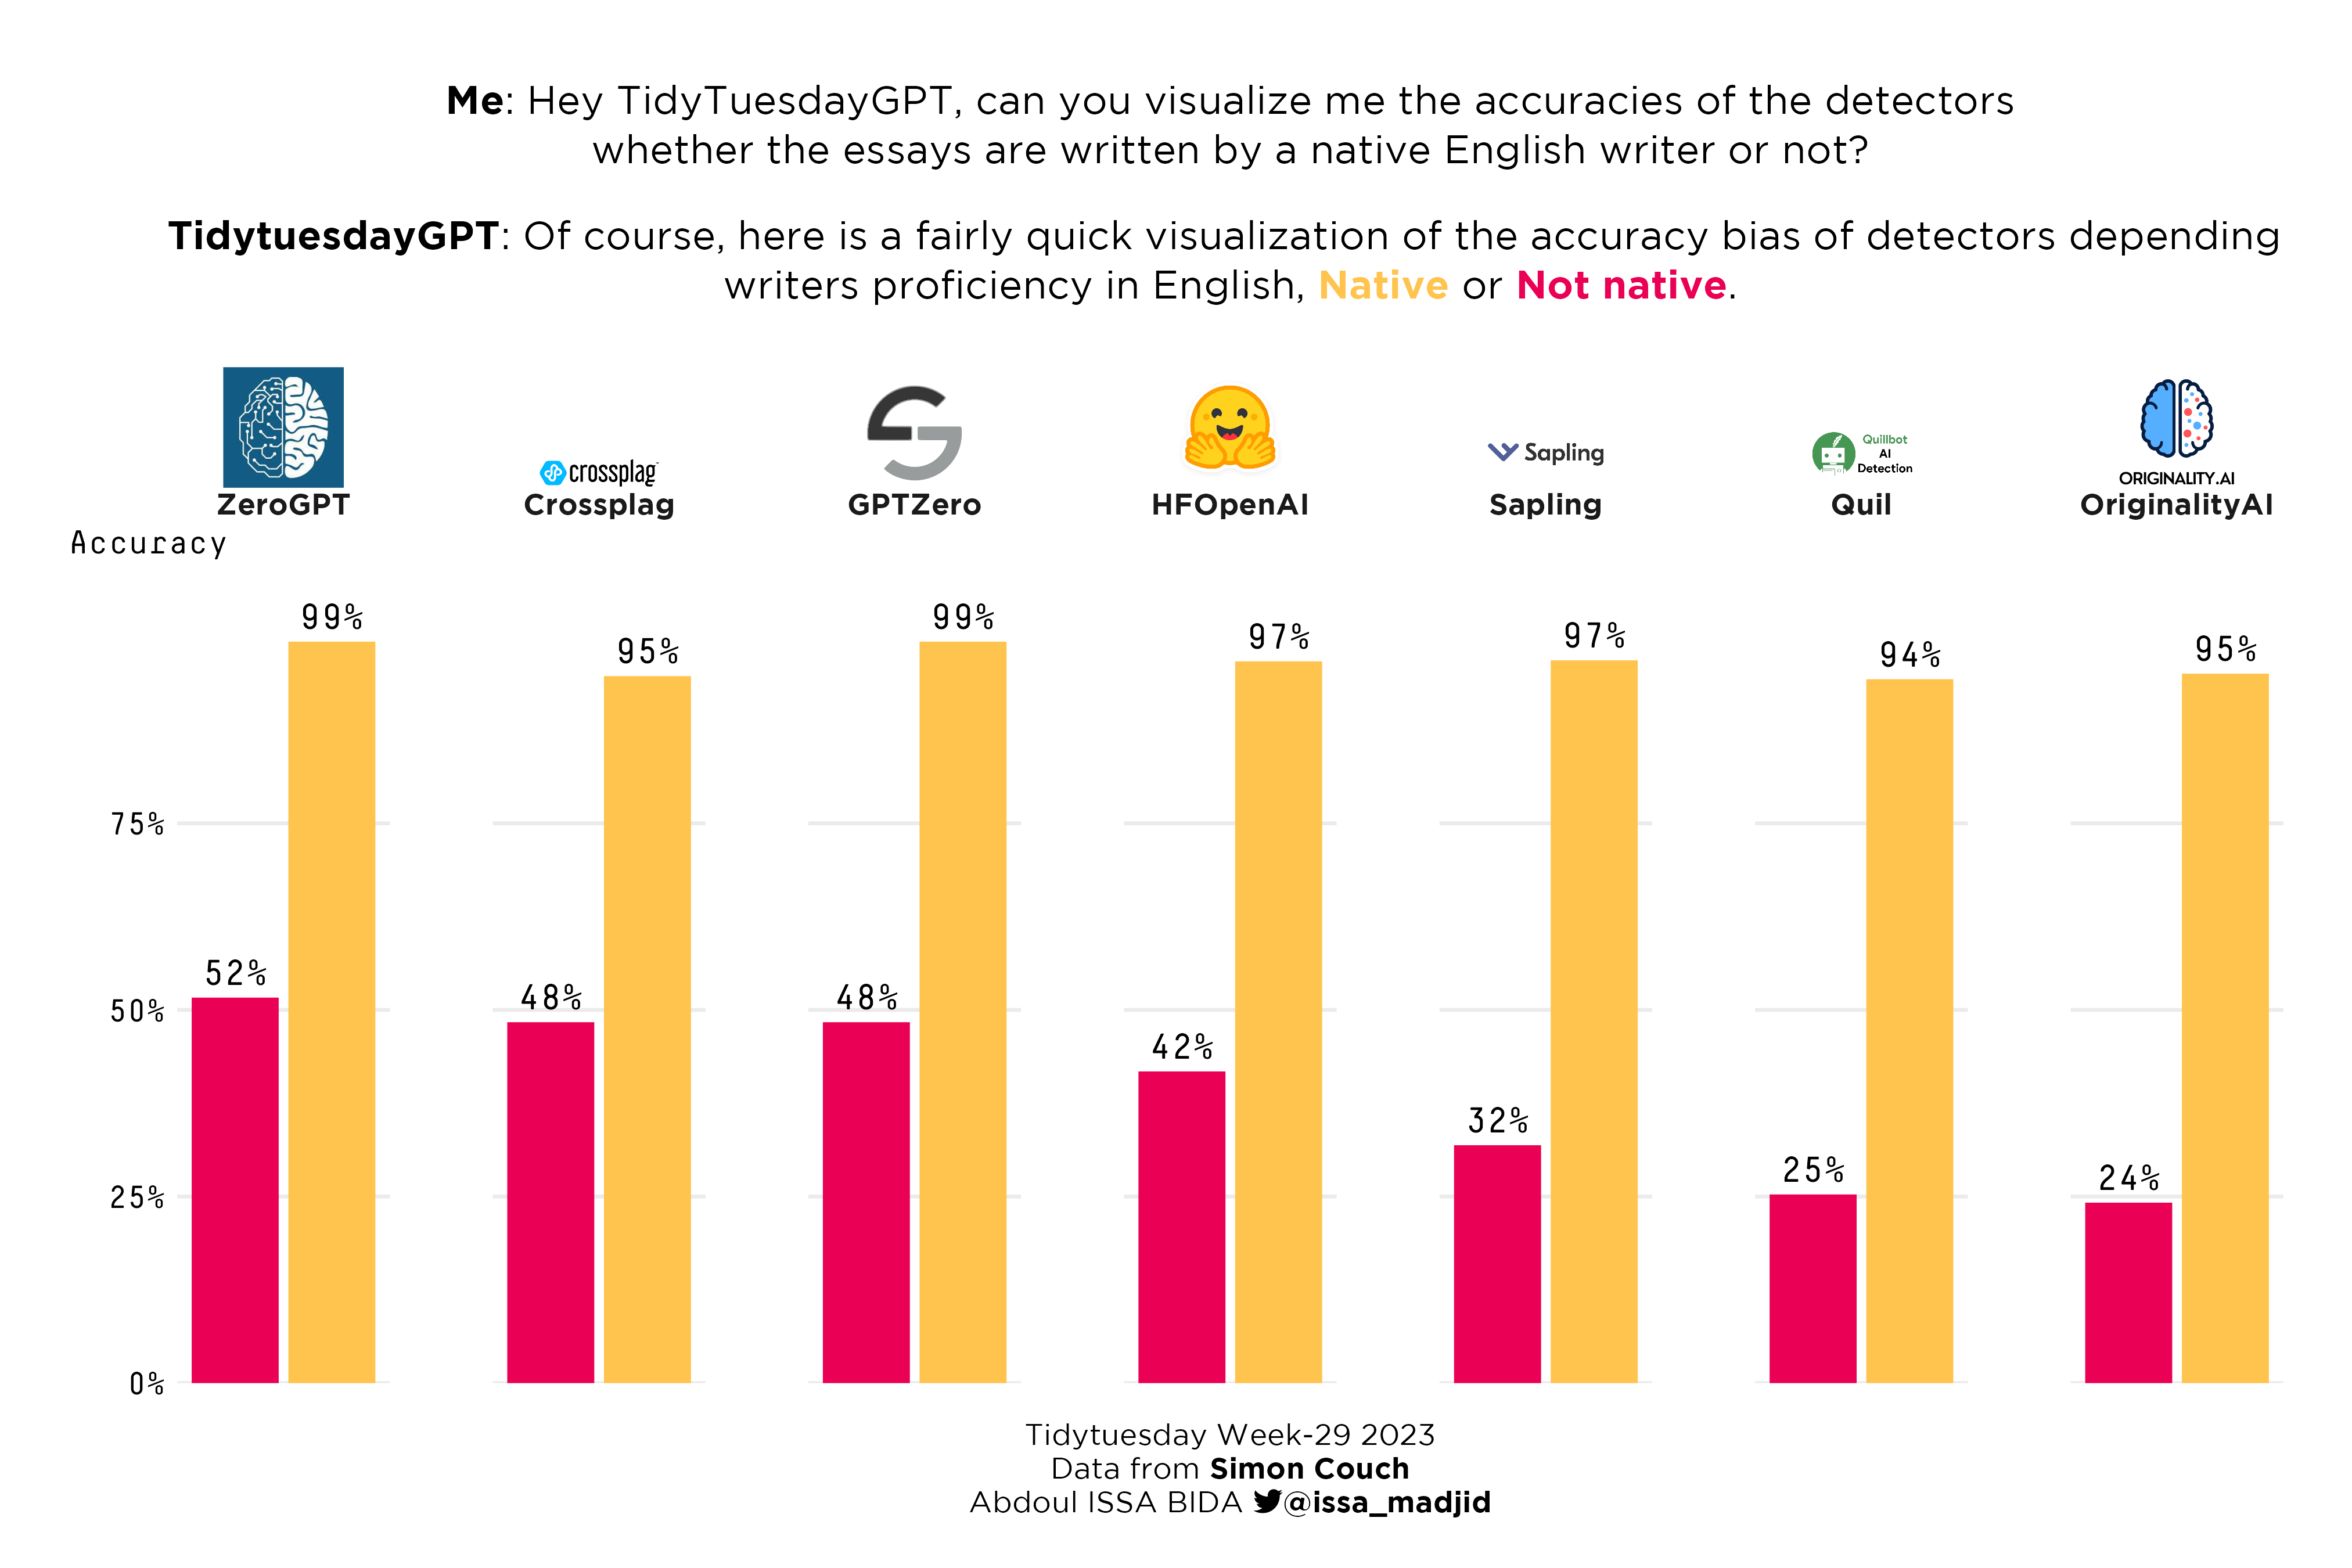 Me: Hey TidyTuesdayGPT, can you visualize me the accuracies of the detectors
whether the essays are written by a native English writer or not?
TidytuesdayGPT: Of course, here is a fairly quick visualization of the accuracy bias of detectors depending
writers proficiency in English, Native or Not native.
crossplag
Sapling
Quillbot
AI
Detection
ORIGINALITY.AI
ZeroGPT Crossplag GPTZero HFOpenAI Sapling Quil OriginalityAI
Accuracy
99% 95% 99% 97% 97% 94% 95%
75%
52% 48% 48% 42% 32% 25% 24%
50%
25%
0%
Tidytuesday Week-29 2023
Data from Simon Couch
Abdoul ISSA BIDA @issa_madjid